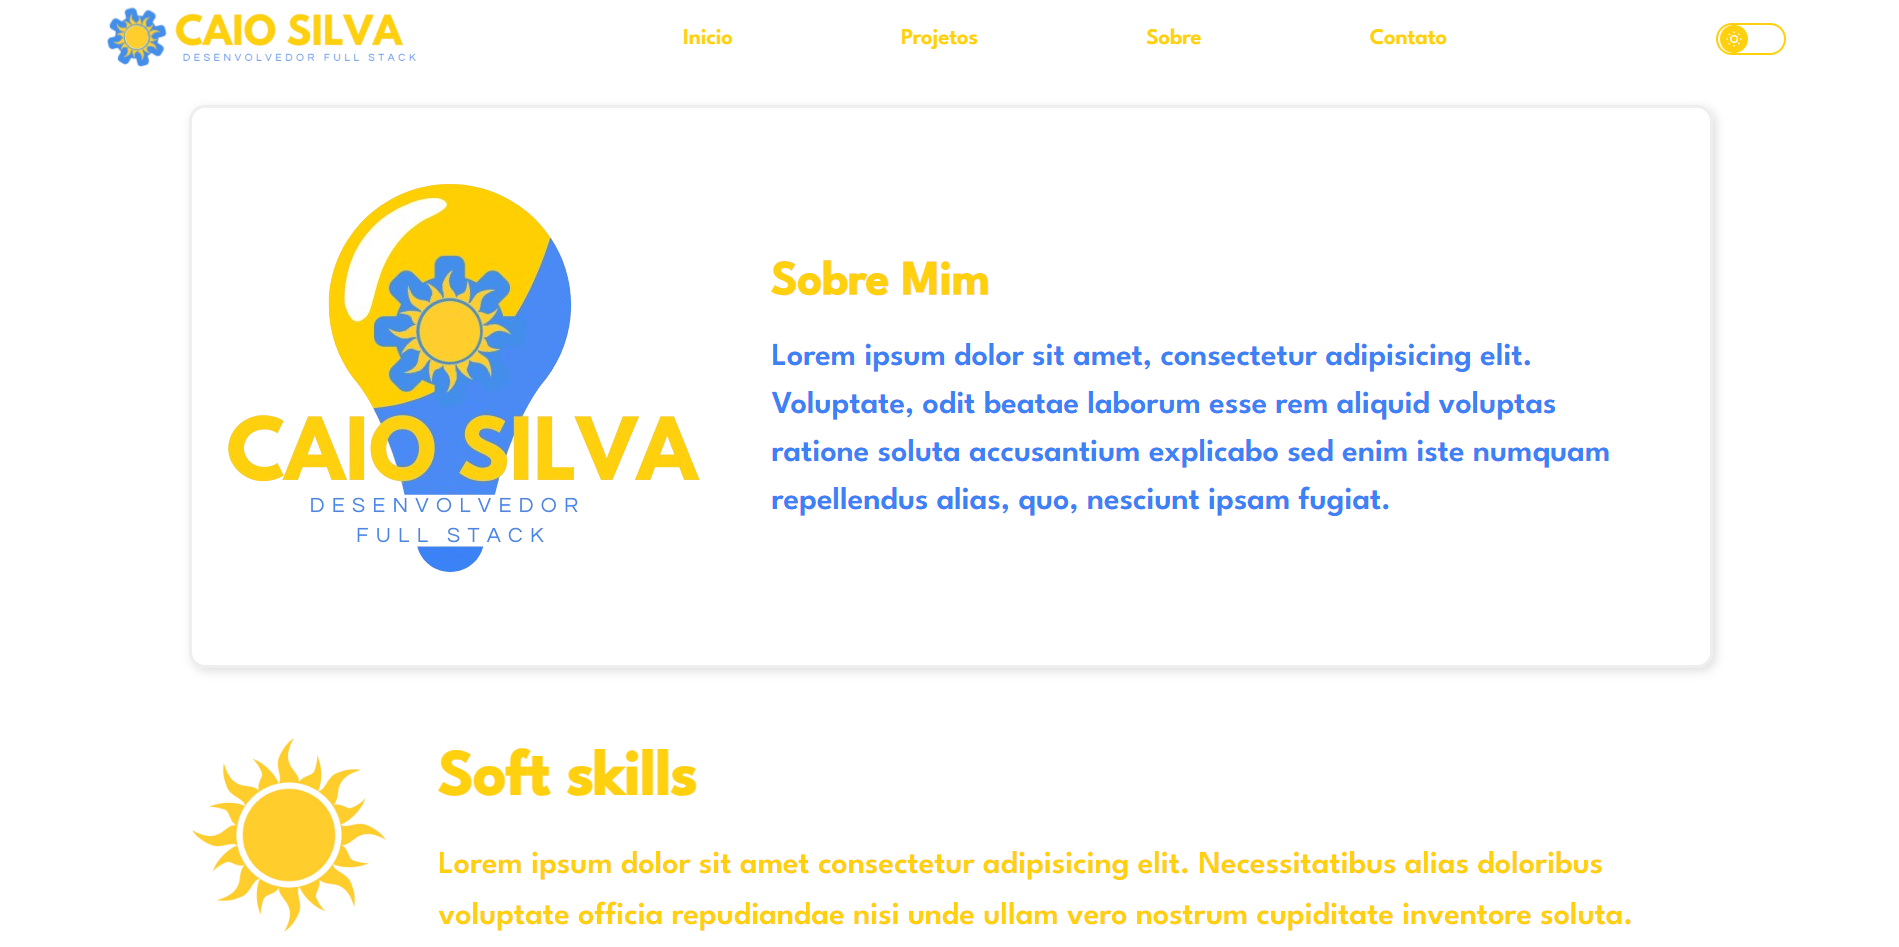 CAIO SILVA
DESENVOLVEDOR FULL STACK
Inicio
Projetos
Sobre
Contato
CAIO SILVA
DESENVOLVEDOR
FULL STACK
Sobre Mim
Lorem ipsum dolor sit amet, consectetur adipisicing elit.
Voluptate, odit beatae laborum esse rem aliquid voluptas
ratione soluta accusantium explicabo sed enim iste numquam
repellendus alias, quo, nesciunt ipsam fugiat.
Soft skills
Lorem ipsum dolor sit amet consectetur adipisicing elit. Necessitatibus alias doloribus
voluptate officia repudiandae nisi unde ullam vero nostrum cupiditate inventore soluta.